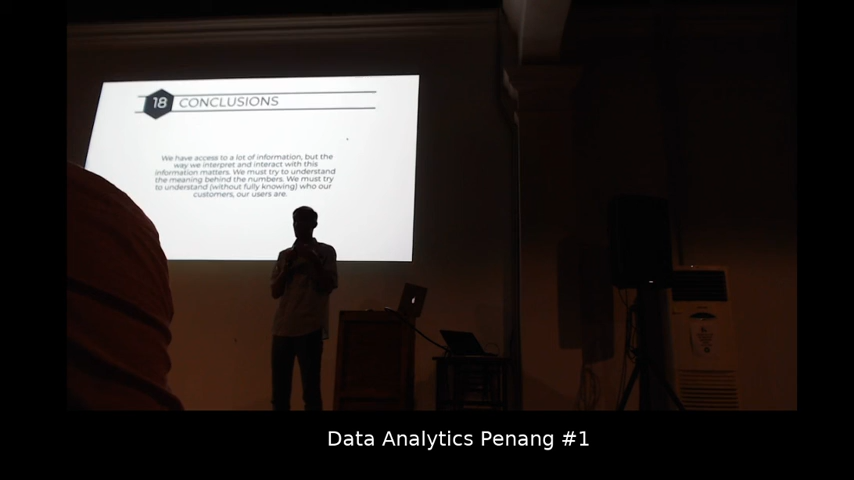 18 CONCLUSIONS
We have access to a lot of information, but the
way we interpret and interact with this
information matters. We must try to understand
the meaning behind the numbers. We must try
to understand (without fully knowing) who our
customers, our users are.
Data Analytics Penang #1